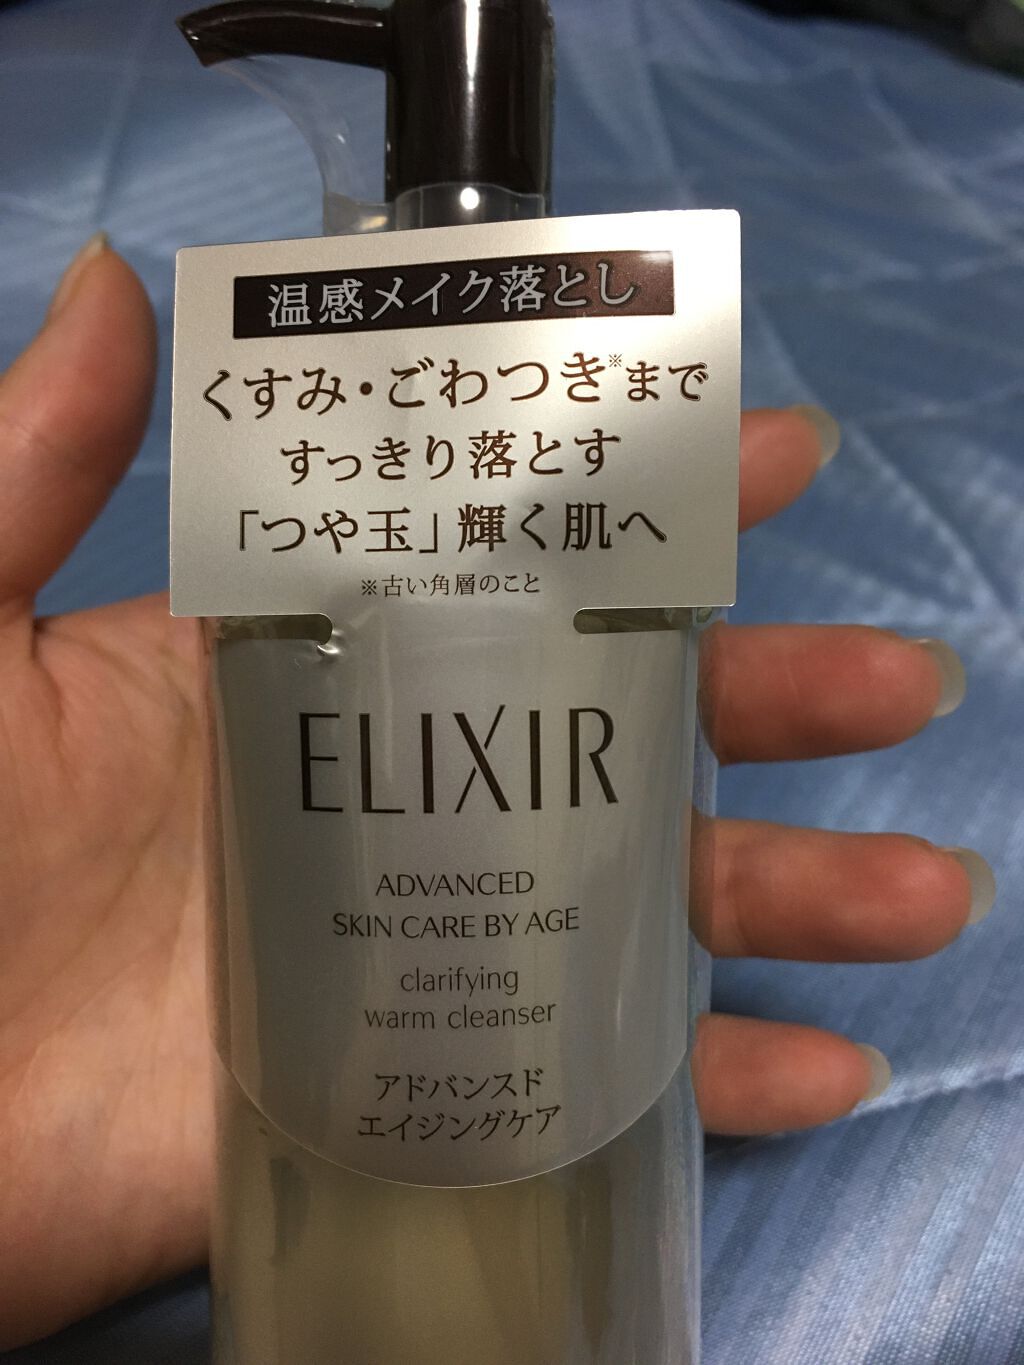 温感メイク落とし
くすみ・ごわつき※まで
すっきり落とす
「つや玉」輝く肌へ
※古い角層のこと
ELIXIR
ADVANCED
SKIN CARE BY AGE
clarifying
warm cleanser
アドバンスド
エイジングケア